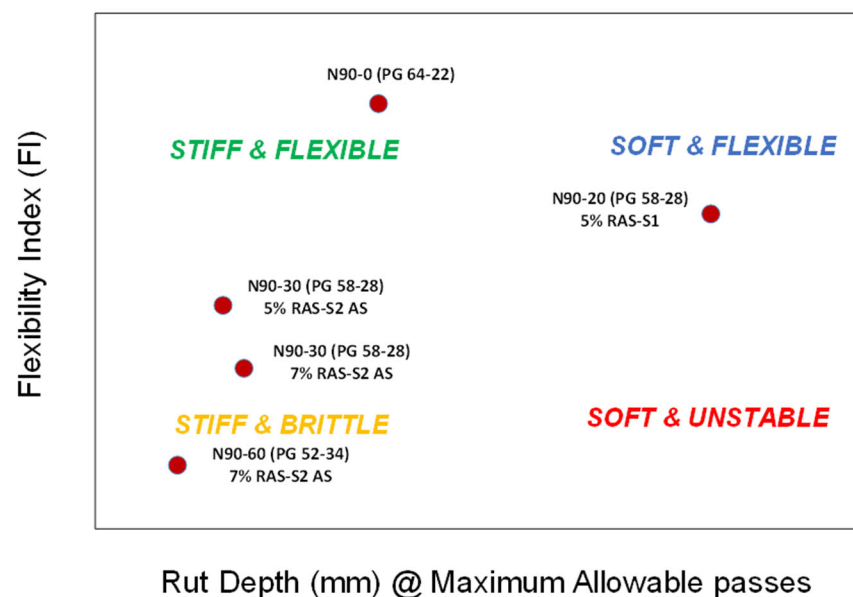 N90-0 (PG 64-22)
STIFF & FLEXIBLE
SOFT & FLEXIBLE
N90-20 (PG 58-28)
5% RAS-S1
N90-30 (PG 58-28)
5% RAS-S2 AS
N90-30 (PG 58-28)
7% RAS-S2 AS
STIFF & BRITTLE
SOFT & UNSTABLE
N90-60 (PG 52-34)
7% RAS-S2 AS
Flexibility Index (FI)
Rut Depth (mm) @ Maximum Allowable passes